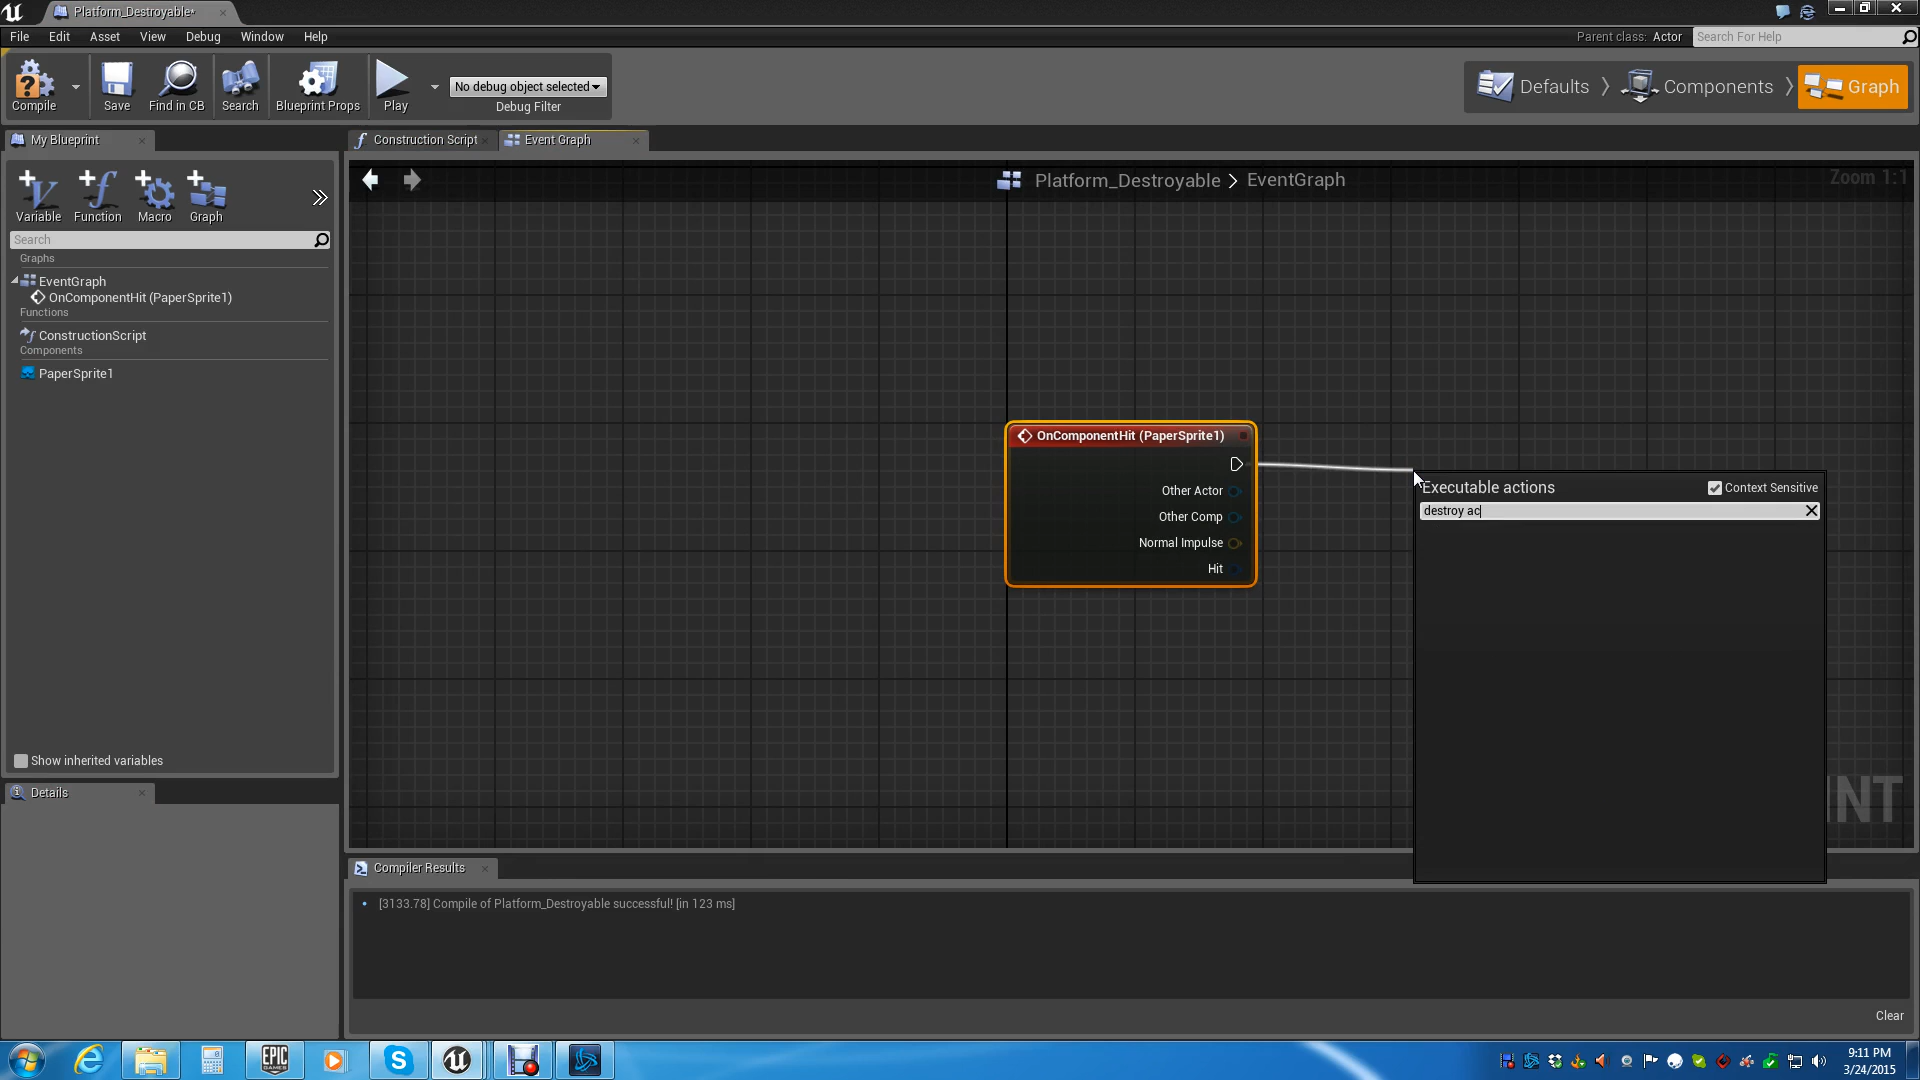 Platform_Destroyable*
File Edit Asset View Debug Window Help
Parent class: Actor
Search For Help
Compile
Save
Find in CB
Search
Blueprint Props
Play
No debug object selected
Debug Filter
Defaults
Components
Graph
My Blueprint
Construction Script
Event Graph
Variable
Function
Macro
Graph
Platform_Destroyable > EventGraph
Zoom 1:1
Search
Graphs
EventGraph
OnComponentHit (PaperSprite1)
Functions
ConstructionScript
Components
PaperSprite1
OnComponentHit (PaperSprite1)
Other Actor
Other Comp
Normal Impulse
Hit
Executable actions
Context Sensitive
destroy ac
Show inherited variables
Details
NT
Compiler Results
[3133.78] Compile of Platform_Destroyable successful! [in 123 ms]
Clear
EPIC
GAMES
9:11 PM
3/24/2015